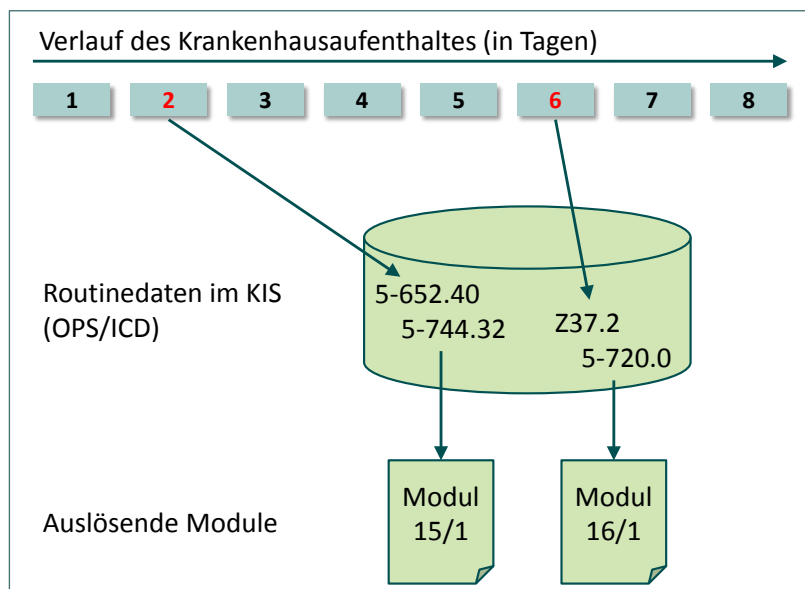 Verlauf des Krankenhausaufenthaltes (in Tagen)
1 2 3 4 5 6 7 8
Routinedaten im KIS
(OPS/ICD)
5-652.40
5-744.32
Z37.2
5-720.0
Auslösende Module
Modul
15/1
Modul
16/1